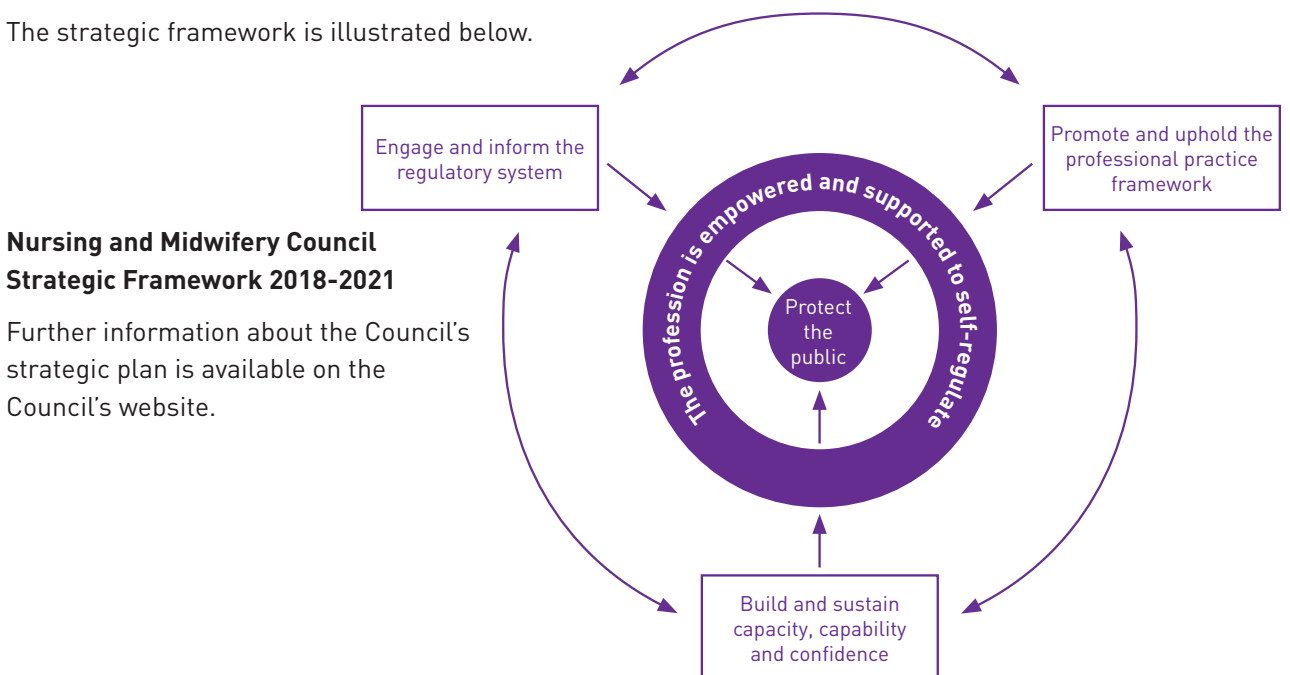 The strategic framework is illustrated below.
Engage and inform the
regulatory system
Promote and uphold the
professional practice
framework
The profession is empowered and supported to self-regulate
Protect
the
public
Nursing and Midwifery Council
Strategic Framework 2018-2021
Further information about the Council’s
strategic plan is available on the
Council’s website.
Build and sustain
capacity, capability
and confidence